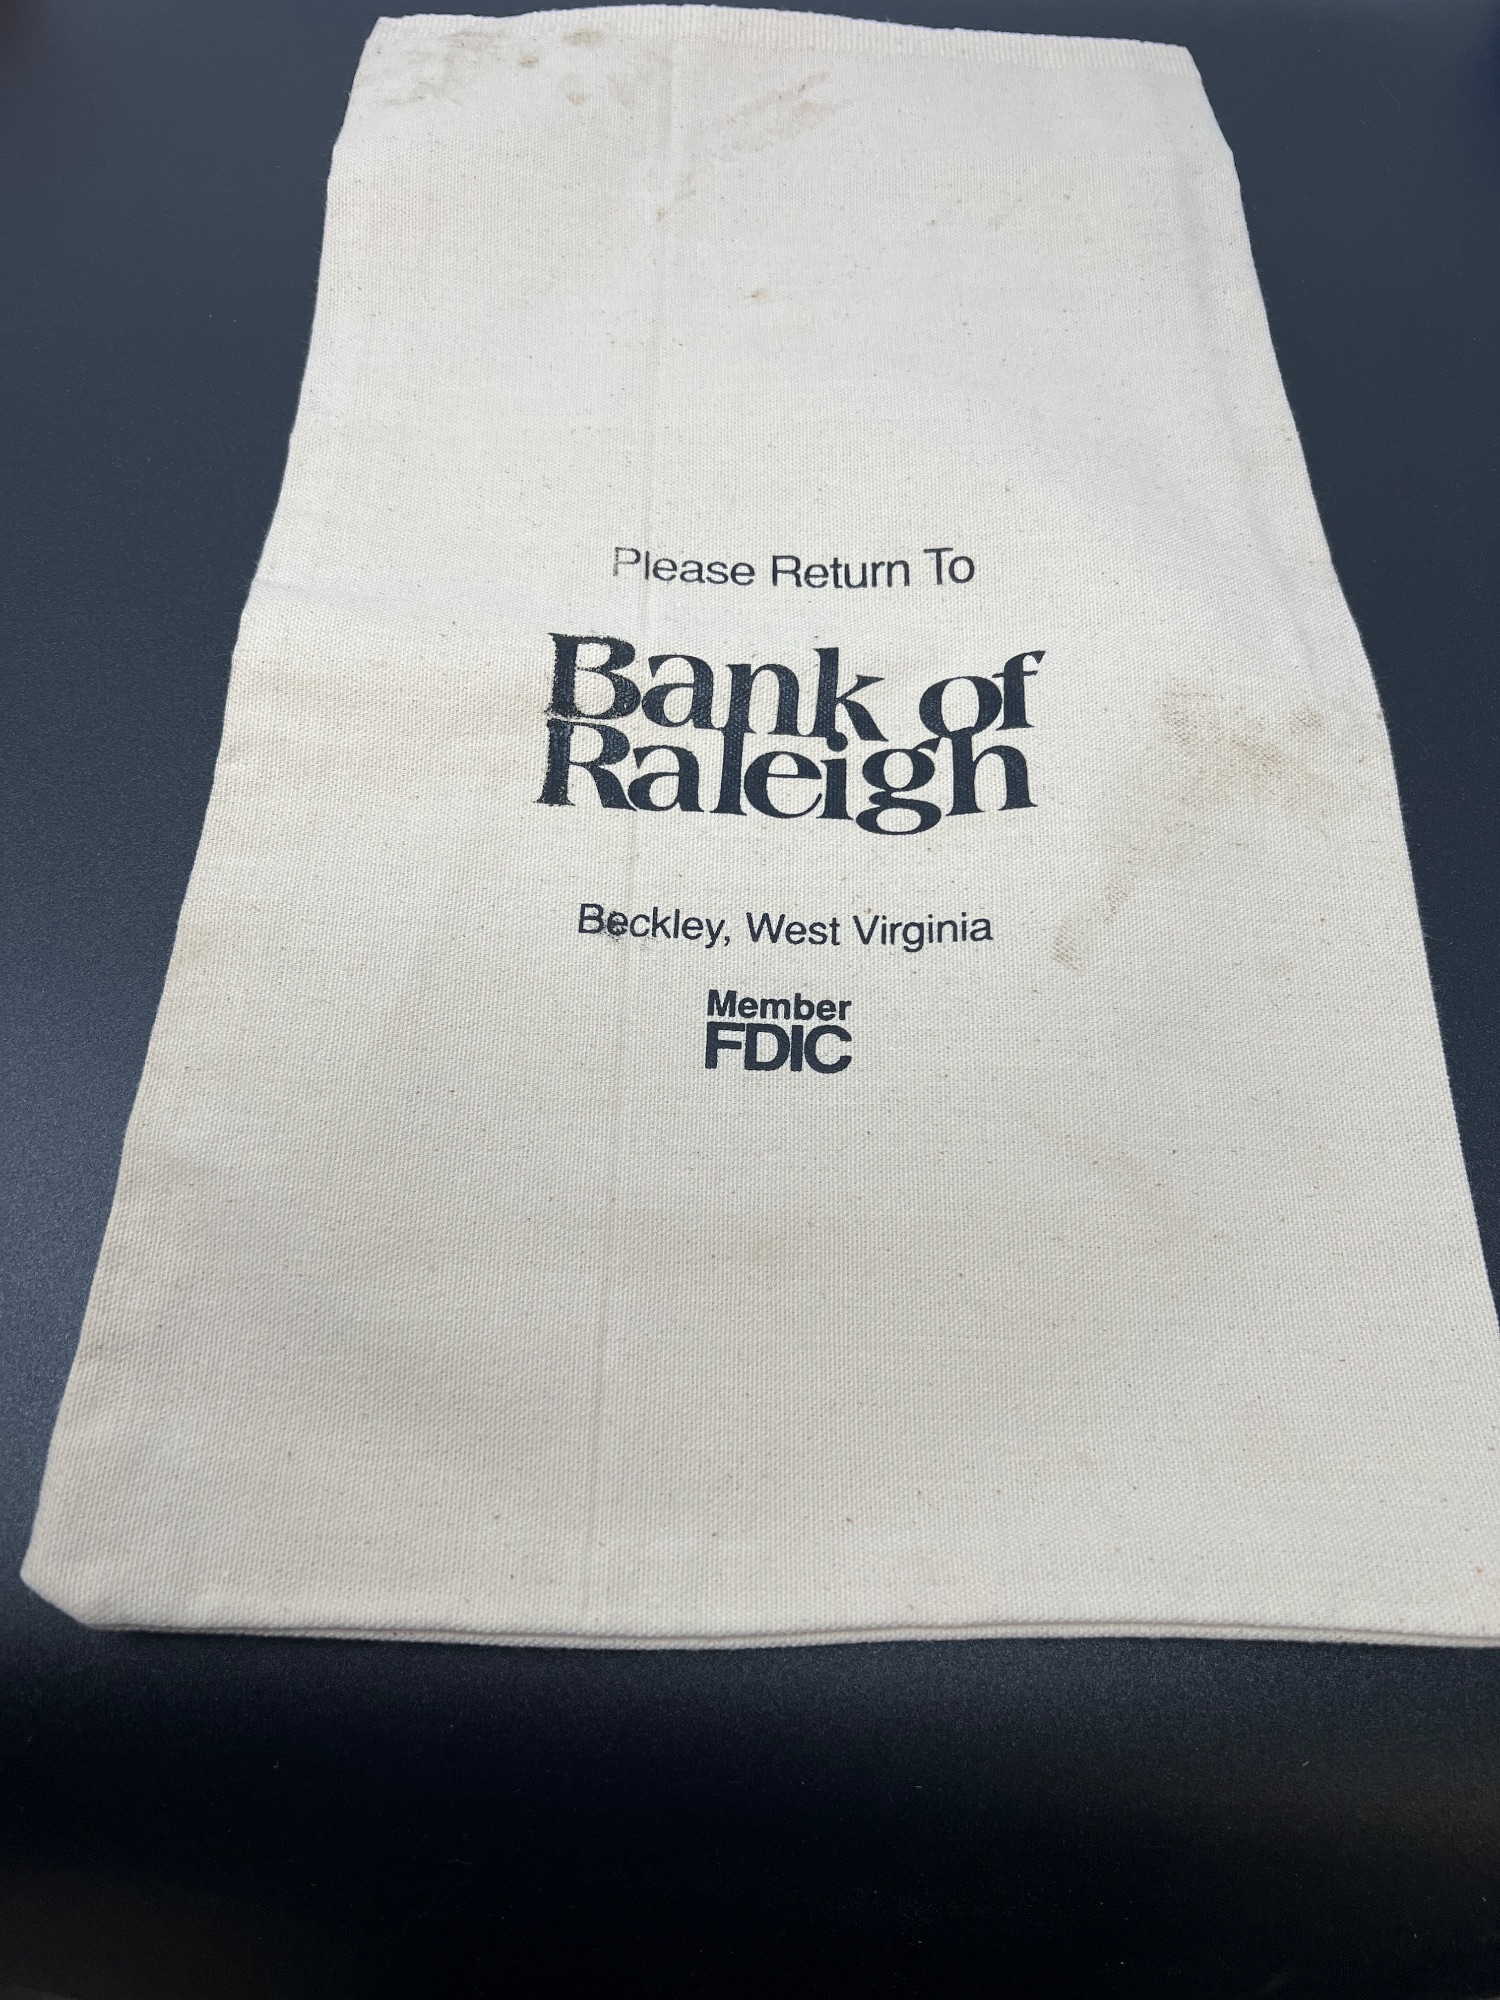 Please Return To
Bank of
Raleigh
Beckley, West Virginia
Member
FDIC